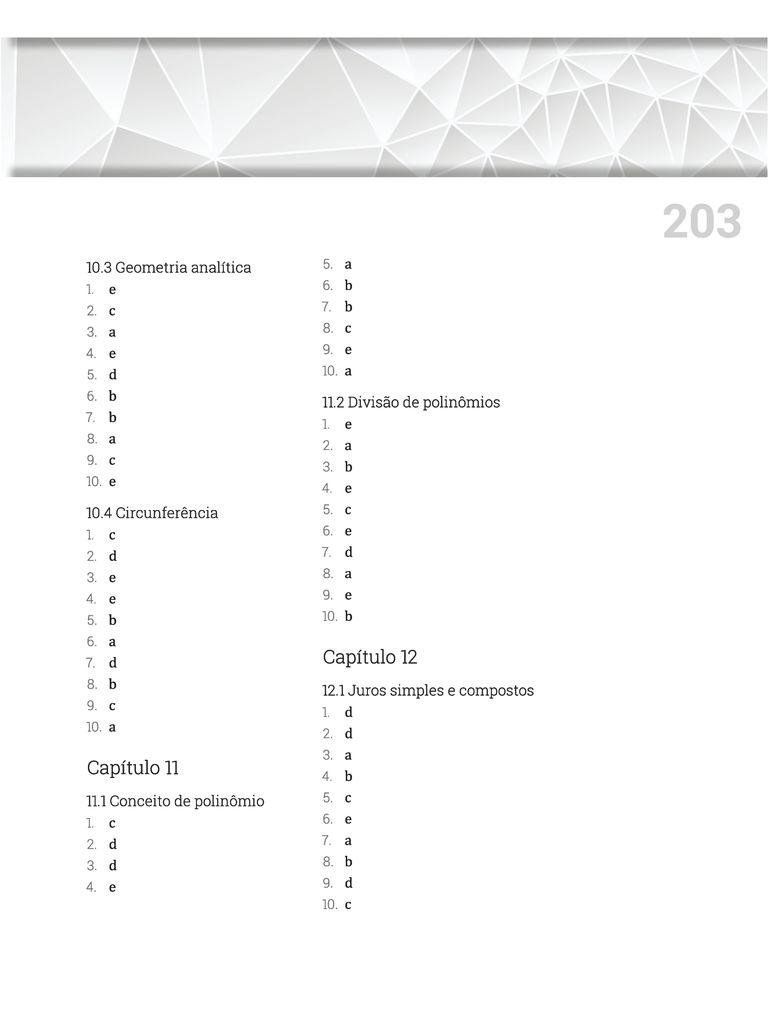 203
10.3 Geometria analítica
1. e
2. c
3. a
4. e
5. d
6. b
7. b
8. a
9. c
10. e
10.4 Circunferência
1. c
2. d
3. e
4. e
5. b
6. a
7. d
8. b
9. c
10. a
Capítulo 11
11.1 Conceito de polinômio
1. c
2. d
3. d
4. e
5. a
6. b
7. b
8. c
9. e
10. a
11.2 Divisão de polinômios
1. e
2. a
3. b
4. e
5. c
6. e
7. d
8. a
9. e
10. b
Capítulo 12
12.1 Juros simples e compostos
1. d
2. d
3. a
4. b
5. c
6. e
7. a
8. b
9. d
10. c